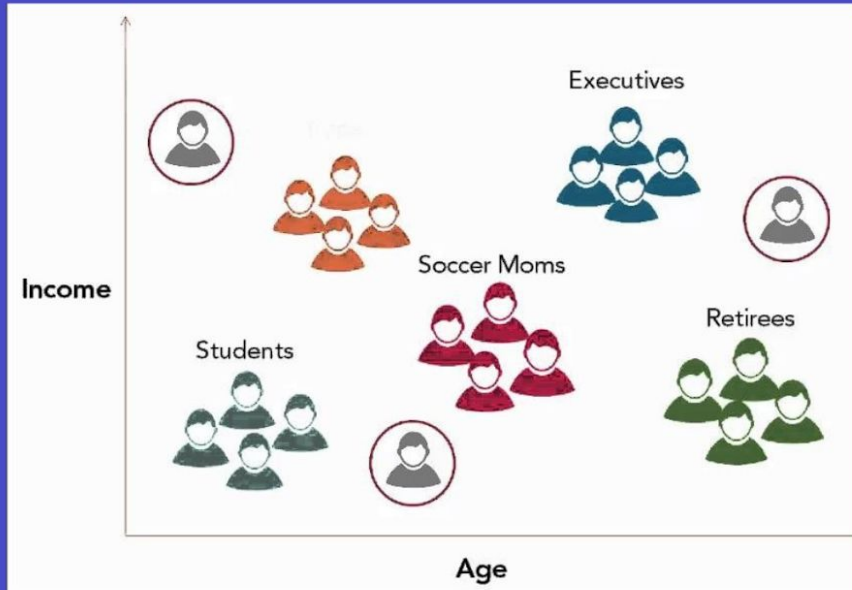 Executives
Soccer Moms
Income
Retirees
Students
Age